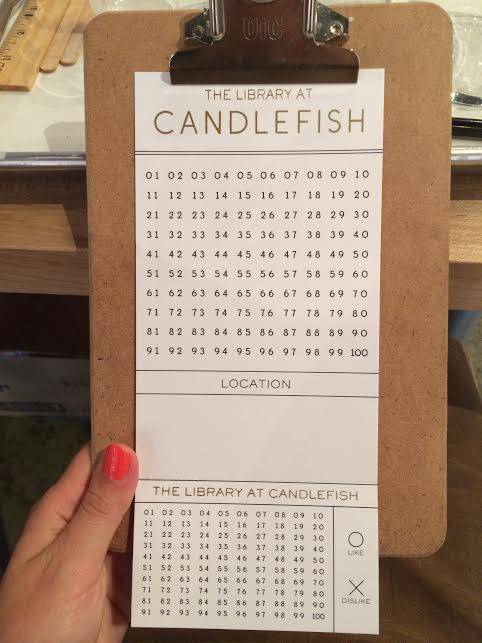 UIC
THE LIBRARY AT
CANDLEFISH
01 02 03 04 05 06 07 08 09 10
11 12 13 14 15 16 17 18 19 20
21 22 23 24 25 26 27 28 29 30
31 32 33 34 35 36 37 38 39 40
41 42 43 44 45 46 47 48 49 50
51 52 53 54 55 56 57 58 59 60
61 62 63 64 65 66 67 68 69 70
71 72 73 74 75 76 77 78 79 80
81 82 83 84 85 86 87 88 89 90
91 92 93 94 95 96 97 98 99 100
LOCATION
THE LIBRARY AT CANDLEFISH
01 02 03 04 05 06 07 08 09 10
11 12 13 14 15 16 17 18 19 20
21 22 23 24 25 26 27 28 29 30
31 32 33 34 35 36 37 38 39 40
41 42 43 44 45 46 47 48 49 50
51 52 53 54 55 56 57 58 59 60
61 62 63 64 65 66 67 68 69 70
71 72 73 74 75 76 77 78 79 80
81 82 83 84 85 86 87 88 89 90
91 92 93 94 95 96 97 98 99 100
LIKE
DISLIKE